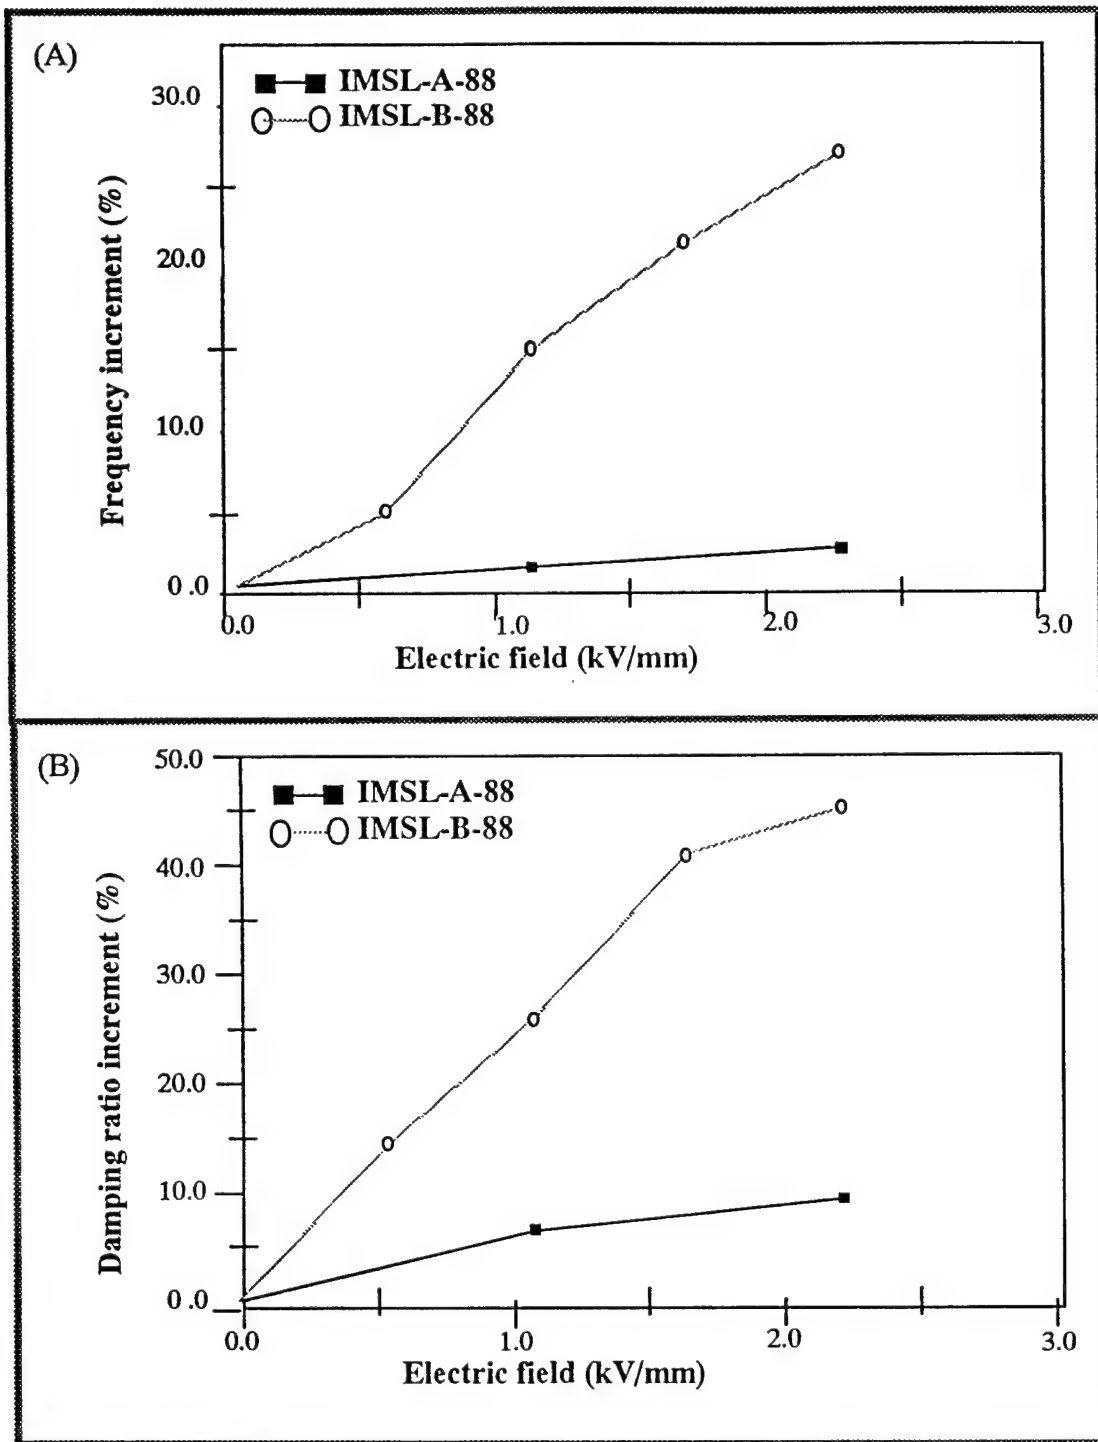 (A)
IMSL-A-88
IMSL-B-88
Frequency increment (%)
30.0
20.0
10.0
0.0
0.0 1.0 2.0 3.0
Electric field (kV/mm)
(B)
IMSL-A-88
IMSL-B-88
Damping ratio increment (%)
50.0
40.0
30.0
20.0
10.0
0.0
0.0 1.0 2.0 3.0
Electric field (kV/mm)